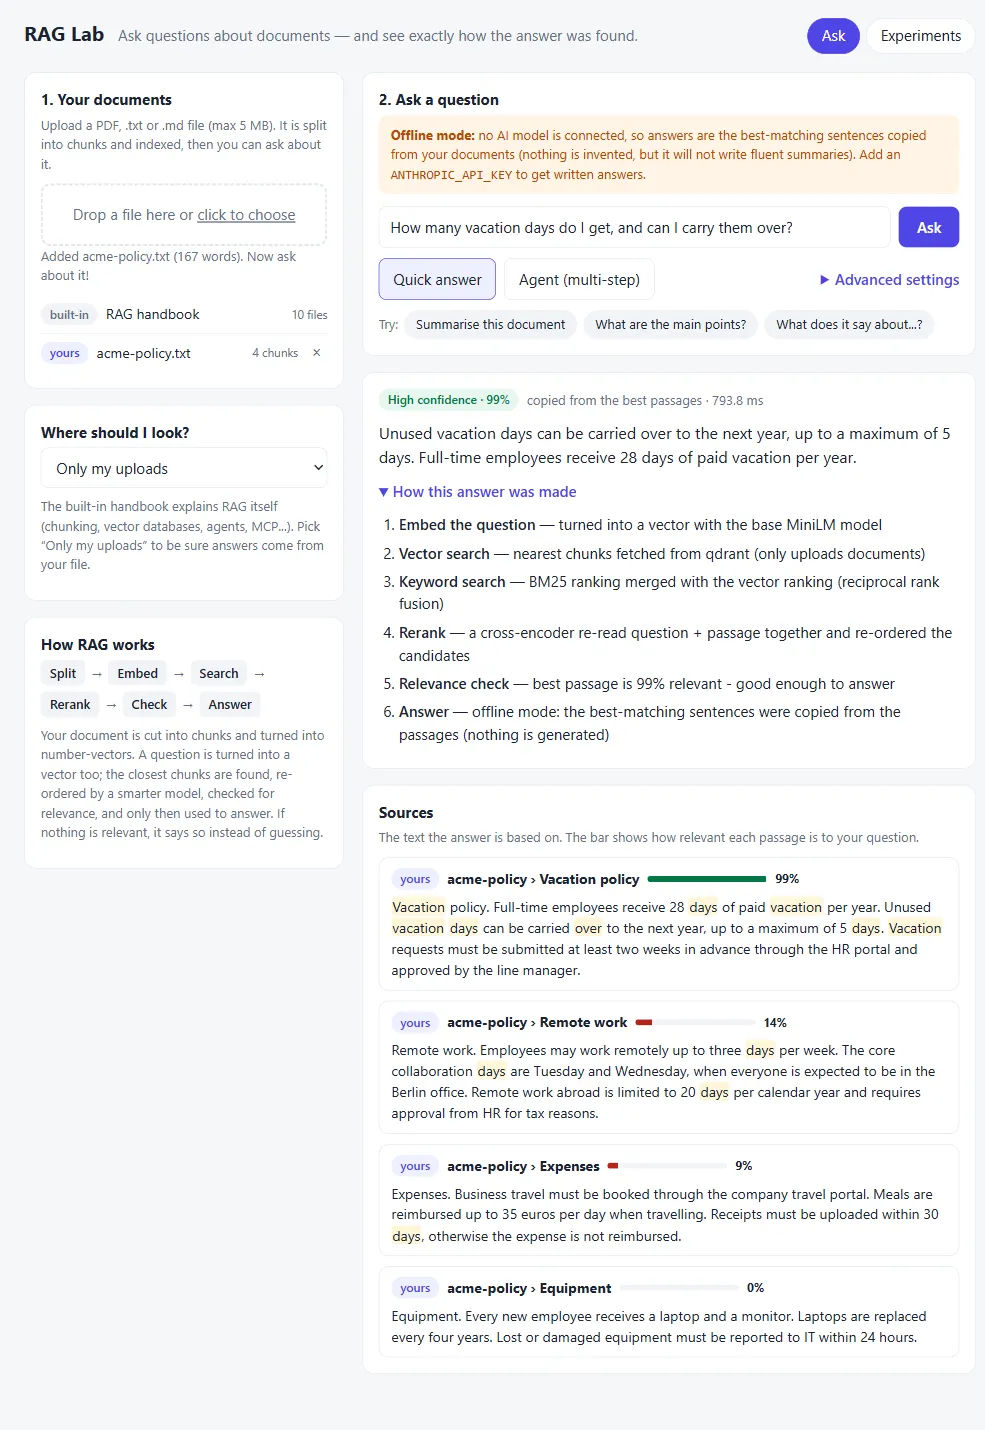 RAG Lab Ask questions about documents — and see exactly how the answer was found.
Ask Experiments
1. Your documents
Upload a PDF, .txt or .md file (max 5 MB). It is split
into chunks and indexed, then you can ask about
it.
Drop a file here or click to choose
Added acme-policy.txt (167 words). Now ask
about it!
built-in RAG handbook 10 files
yours acme-policy.txt 4 chunks ×
Where should I look?
Only my uploads
The built-in handbook explains RAG itself
(chunking, vector databases, agents, MCP...). Pick
“Only my uploads” to be sure answers come from
your file.
How RAG works
Split → Embed → Search →
Rerank → Check → Answer
Your document is cut into chunks and turned into
number-vectors. A question is turned into a
vector too; the closest chunks are found, re-
ordered by a smarter model, checked for
relevance, and only then used to answer. If
nothing is relevant, it says so instead of guessing.
2. Ask a question
Offline mode: no AI model is connected, so answers are the best-matching sentences copied
from your documents (nothing is invented, but it will not write fluent summaries). Add an
ANTHROPIC_API_KEY to get written answers.
How many vacation days do I get, and can I carry them over?
Ask
Quick answer Agent (multi-step) ▶ Advanced settings
Try: Summarise this document What are the main points? What does it say about...?
High confidence · 99% copied from the best passages · 793.8 ms
Unused vacation days can be carried over to the next year, up to a maximum of 5
days. Full-time employees receive 28 days of paid vacation per year.
▼ How this answer was made
1. Embed the question — turned into a vector with the base MiniLM model
2. Vector search — nearest chunks fetched from qdrant (only uploads documents)
3. Keyword search — BM25 ranking merged with the vector ranking (reciprocal rank
fusion)
4. Rerank — a cross-encoder re-read question + passage together and re-ordered the
candidates
5. Relevance check — best passage is 99% relevant - good enough to answer
6. Answer — offline mode: the best-matching sentences were copied from the
passages (nothing is generated)
Sources
The text the answer is based on. The bar shows how relevant each passage is to your question.
yours acme-policy › Vacation policy 99%
Vacation policy. Full-time employees receive 28 days of paid vacation per year. Unused
vacation days can be carried over to the next year, up to a maximum of 5 days. Vacation
requests must be submitted at least two weeks in advance through the HR portal and
approved by the line manager.
yours acme-policy › Remote work 14%
Remote work. Employees may work remotely up to three days per week. The core
collaboration days are Tuesday and Wednesday, when everyone is expected to be in the
Berlin office. Remote work abroad is limited to 20 days per calendar year and requires
approval from HR for tax reasons.
yours acme-policy › Expenses 9%
Expenses. Business travel must be booked through the company travel portal. Meals are
reimbursed up to 35 euros per day when travelling. Receipts must be uploaded within 30
days, otherwise the expense is not reimbursed.
yours acme-policy › Equipment 0%
Equipment. Every new employee receives a laptop and a monitor. Laptops are replaced
every four years. Lost or damaged equipment must be reported to IT within 24 hours.